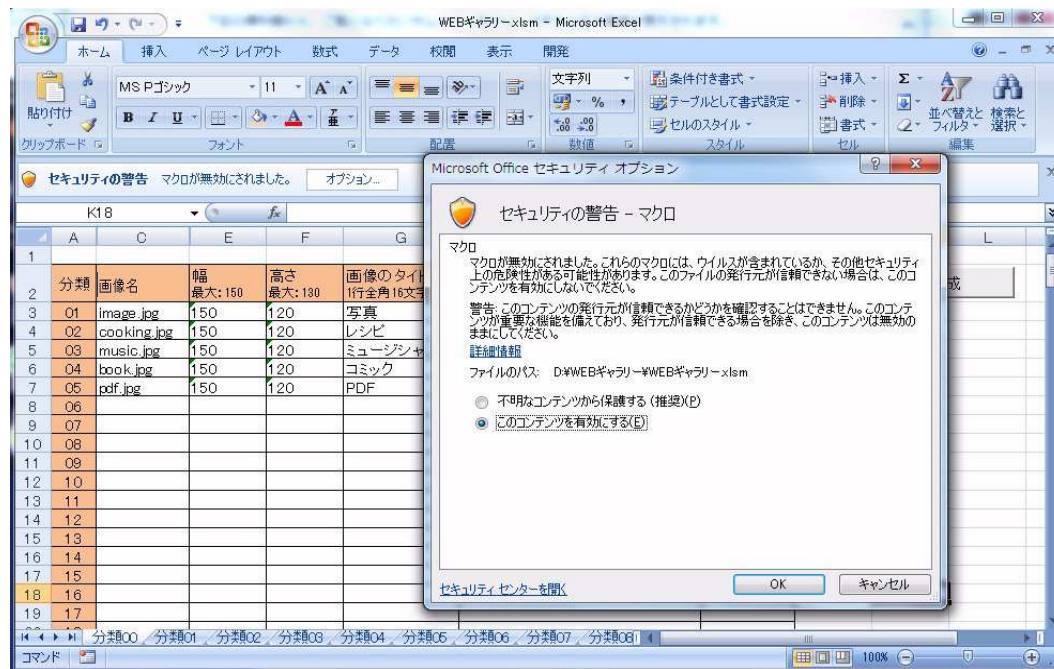 WEBギャラリー.xlsm - Microsoft Excel
ホーム 挿入 ページ レイアウト 数式 データ 校閲 表示 開発
貼り付け
MS Pゴシック 11 A A
B I U A 亜
文字列
% ,
条件付き書式
テーブルとして書式設定
セルのスタイル
挿入
削除
書式
Σ
並べ替えと フィルタ
検索と 選択
クリップボード フォント 配置 数値 スタイル セル 編集
セキュリティの警告 マクロが無効にされました。 オプション...
K18 fx
A C E F G L
1
2 分類 画像名 幅 最大:150 高さ 最大:130 画像のタイト 1行全角16文字 成
3 01 image.jpg 150 120 写真
4 02 cooking.jpg 150 120 レシピ
5 03 music.jpg 150 120 ミュージシャ
6 04 book.jpg 150 120 コミック
7 05 pdf.jpg 150 120 PDF
8 06
9 07
10 08
11 09
12 10
13 11
14 12
15 13
16 14
17 15
18 16
19 17
Microsoft Office セキュリティ オプション
セキュリティの警告 - マクロ
マクロ
マクロが無効にされました。これらのマクロには、ウイルスが含まれているか、その他セキュリティ
上の危険性がある可能性があります。このファイルの発行元が信頼できない場合は、このコ
ンテンツを有効にしないでください。
警告: このコンテンツの発行元が信頼できるかどうかを確認することはできません。このコンテ
ンツが重要な機能を備えており、発行元が信頼できる場合を除き、このコンテンツは無効の
ままにしてください。
詳細情報
ファイルのパス: D:¥WEBギャラリー¥WEBギャラリー.xlsm
不明なコンテンツから保護する (推奨)(P)
このコンテンツを有効にする(E)
セキュリティ センターを開く OK キャンセル
分類00 分類01 分類02 分類03 分類04 分類05 分類06 分類07 分類08
コマンド 100%